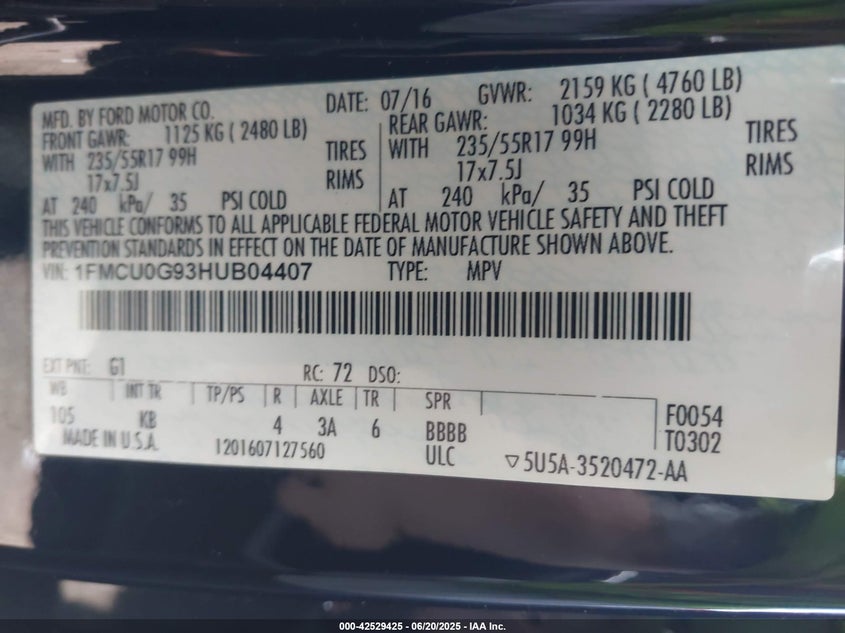 MFD. BY FORD MOTOR CO. DATE: 07/16 GVWR: 2159 KG ( 4760 LB)
FRONT GAWR: 1125 KG ( 2480 LB) REAR GAWR: 1034 KG ( 2280 LB)
WITH 235/55R17 99H TIRES WITH 235/55R17 99H TIRES
17x7.5J RIMS 17x7.5J RIMS
AT 240 kPa/ 35 PSI COLD AT 240 kPa/ 35 PSI COLD
THIS VEHICLE CONFORMS TO ALL APPLICABLE FEDERAL MOTOR VEHICLE SAFETY AND THEFT
PREVENTION STANDARDS IN EFFECT ON THE DATE OF MANUFACTURE SHOWN ABOVE.
VIN: 1FMCU0G93HUB04407 TYPE: MPV
EXT PNT: G1 RC: 72 DSO:
WB INT TR TP/PS R AXLE TR SPR
105 KB 4 3A 6 BBBB F0054
MADE IN U.S.A. 1201607127560 ULC T0302
▽5U5A-3520472-AA
000-42529425 - 06/20/2025 - IAA Inc.